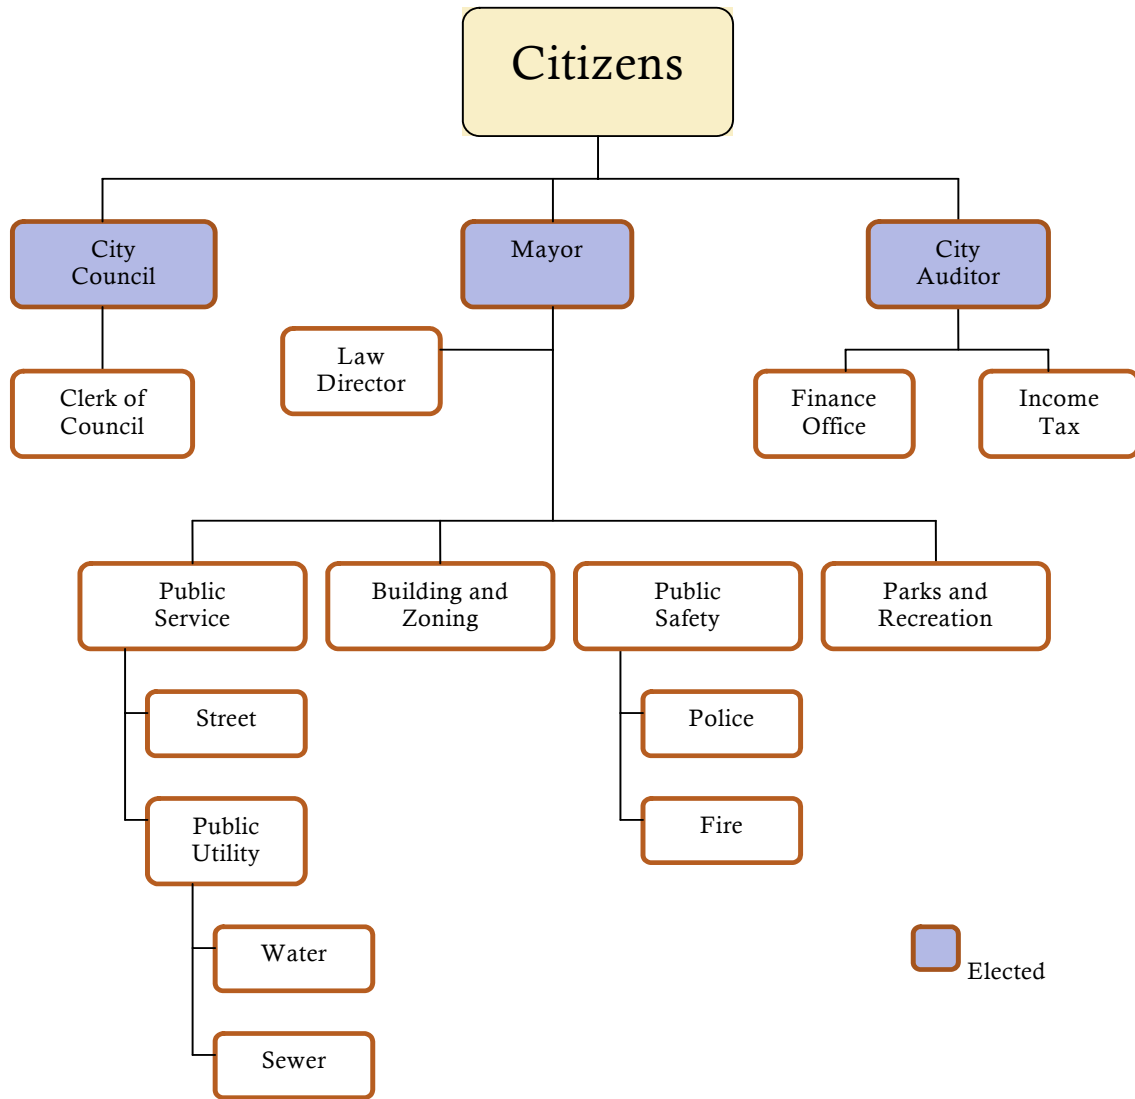 Citizens
City
Council
Mayor
City
Auditor
Law
Director
Clerk of
Council
Finance
Office
Income
Tax
Public
Service
Building and
Zoning
Public
Safety
Parks and
Recreation
Street
Police
Public
Utility
Fire
Water
Elected
Sewer